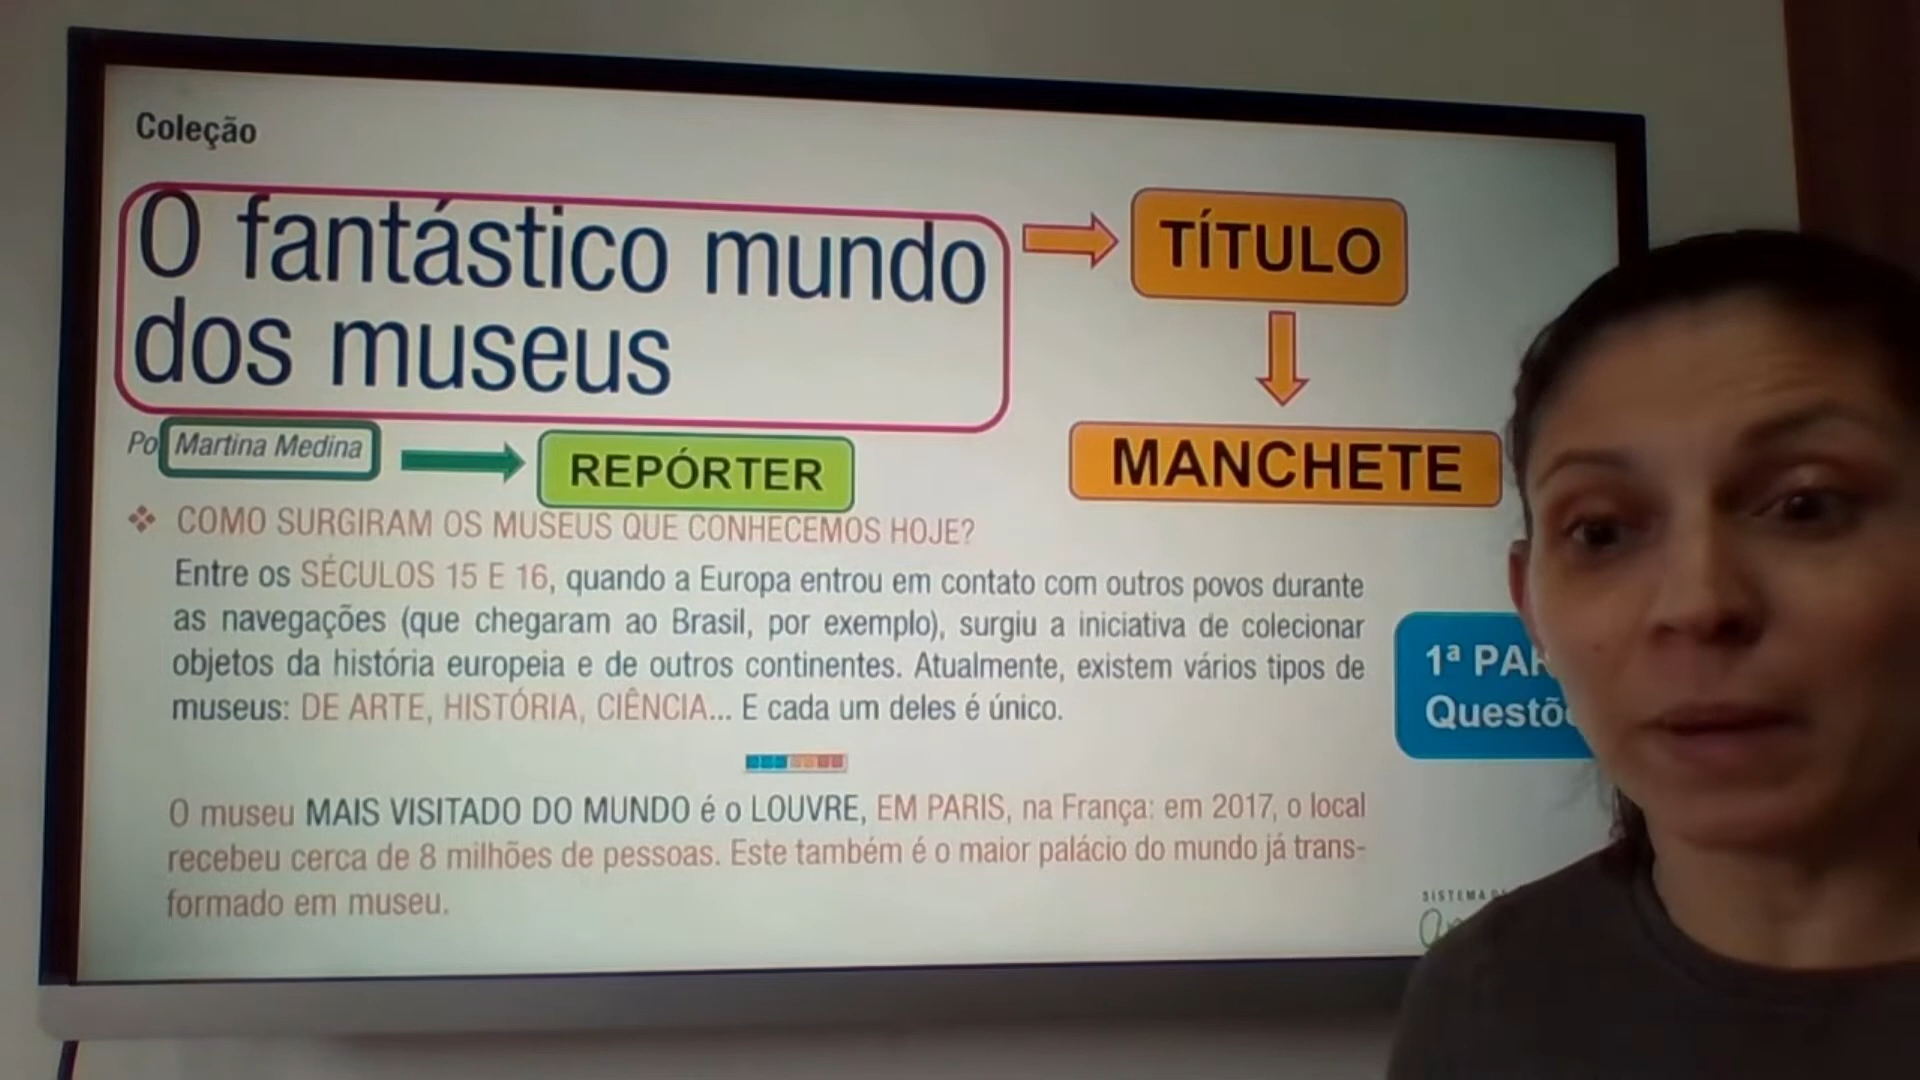 Coleção
O fantástico mundo
dos museus
TÍTULO
Po Martina Medina
REPÓRTER
MANCHETE
COMO SURGIRAM OS MUSEUS QUE CONHECEMOS HOJE?
Entre os SÉCULOS 15 E 16, quando a Europa entrou em contato com outros povos durante
as navegações (que chegaram ao Brasil, por exemplo), surgiu a iniciativa de colecionar
objetos da história europeia e de outros continentes. Atualmente, existem vários tipos de
museus: DE ARTE, HISTÓRIA, CIÊNCIA... E cada um deles é único.
1ª
O museu MAIS VISITADO DO MUNDO é o LOUVRE, EM PARIS, na França: em 2017, o local
recebeu cerca de 8 milhões de pessoas. Este também é o maior palácio do mundo já trans-
formado em museu.
SISTEMA